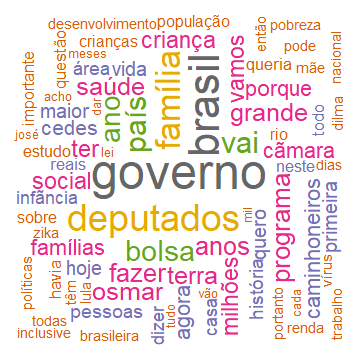 desenvolvimento população
crianças criança
então pobreza
pode
queria mãe
nacional
importante
questão
meses
área vida
acho
dar
saúde
ano
país
família
brasil
vamos
porque
grande
dilma
todo
maior
cedes
josé
ter lei
estudo
vai
rio
câmara
reais
social
neste dias
governo
infância
sobre
deputados
mil
programa
caminhoneiros
primeira
zika
famílias
bolsa anos
quero
história
vírus
políticas
havia
hoje
têm
lula
fazer terra
milhões
osmar
agora
pessoas
dizer
tudo
vão
casa
portanto
cada
renda
trabalho
todas
inclusive brasileira